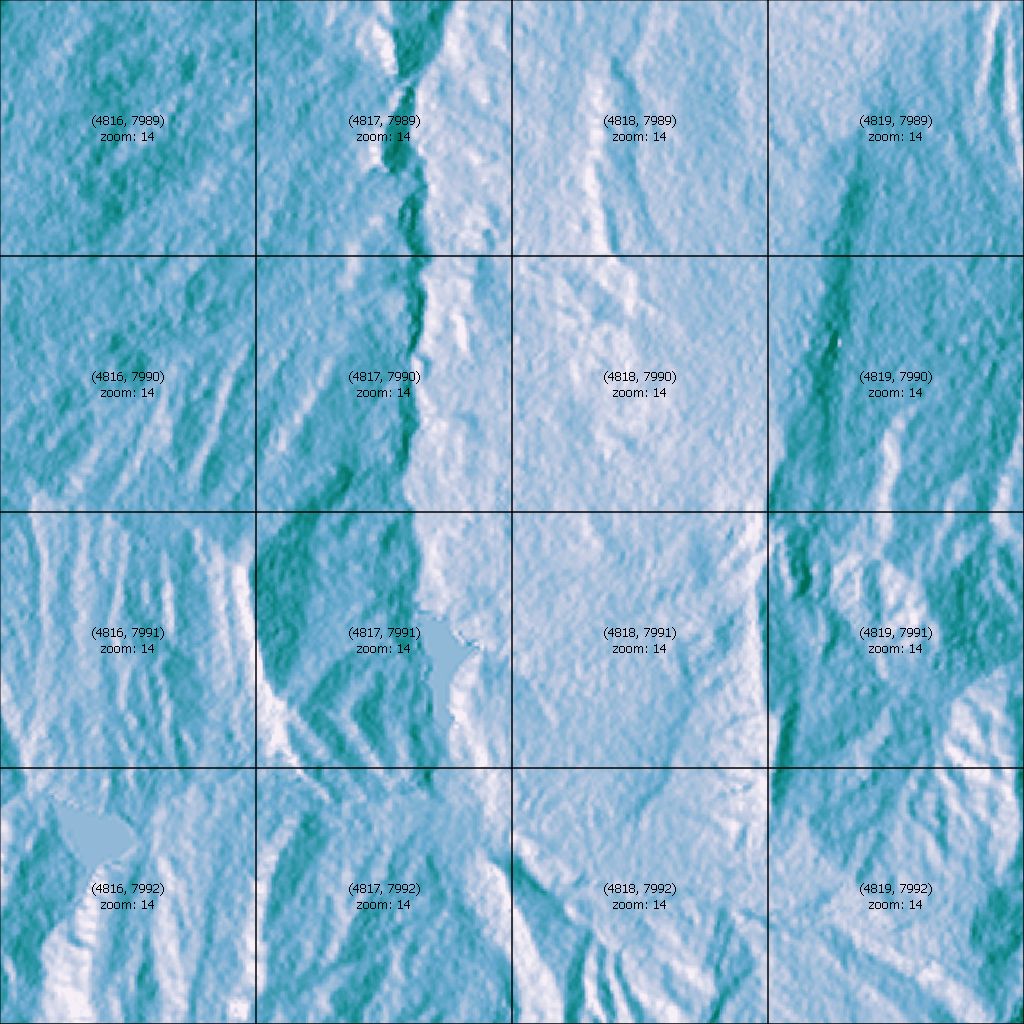 (4816, 7989)
zoom: 14
(4817, 7989)
zoom: 14
(4818, 7989)
zoom: 14
(4819, 7989)
zoom: 14
(4816, 7990)
zoom: 14
(4817, 7990)
zoom: 14
(4818, 7990)
zoom: 14
(4819, 7990)
zoom: 14
(4816, 7991)
zoom: 14
(4817, 7991)
zoom: 14
(4818, 7991)
zoom: 14
(4819, 7991)
zoom: 14
(4816, 7992)
zoom: 14
(4817, 7992)
zoom: 14
(4818, 7992)
zoom: 14
(4819, 7992)
zoom: 14